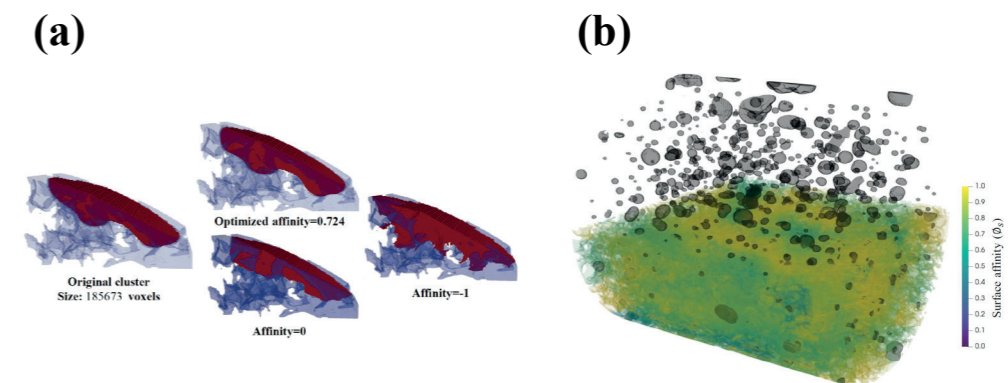 (a)
(b)
Original cluster
Size: 185673 voxels
Optimized affinity=0.724
Affinity=0
Affinity=-1
1.0
0.9
0.8
0.7
0.6
0.5
0.4
0.3
0.2
0.1
0.0
Surface affinity (∅s)